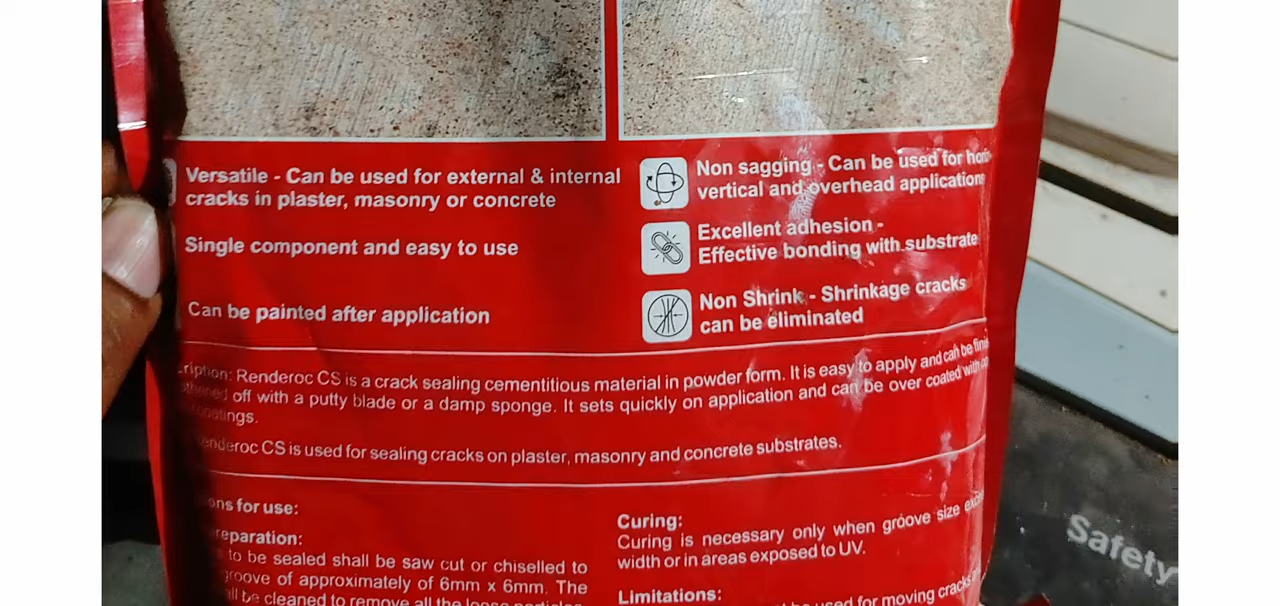 Versatile - Can be used for external & internal
cracks in plaster, masonry or concrete
Single component and easy to use
Can be painted after application
Non sagging - Can be used for
vertical and overhead application
Excellent adhesion -
Effective bonding with substrate
Non Shrink - Shrinkage cracks
can be eliminated
Renderoc CS is a crack sealing cementitious material in powder form. It is easy to apply and can be
off with a putty blade or a damp sponge. It sets quickly on application and can be over coated with
Renderoc CS is used for sealing cracks on plaster, masonry and concrete substrates.
for use:
to be sealed shall be saw cut or chiselled to
groove of approximately of 6mm x 6mm. The
be cleaned to remove all the loose particles
Curing:
Curing is necessary only when groove size
width or in areas exposed to UV.
Limitations:
used for moving cracks
Safety